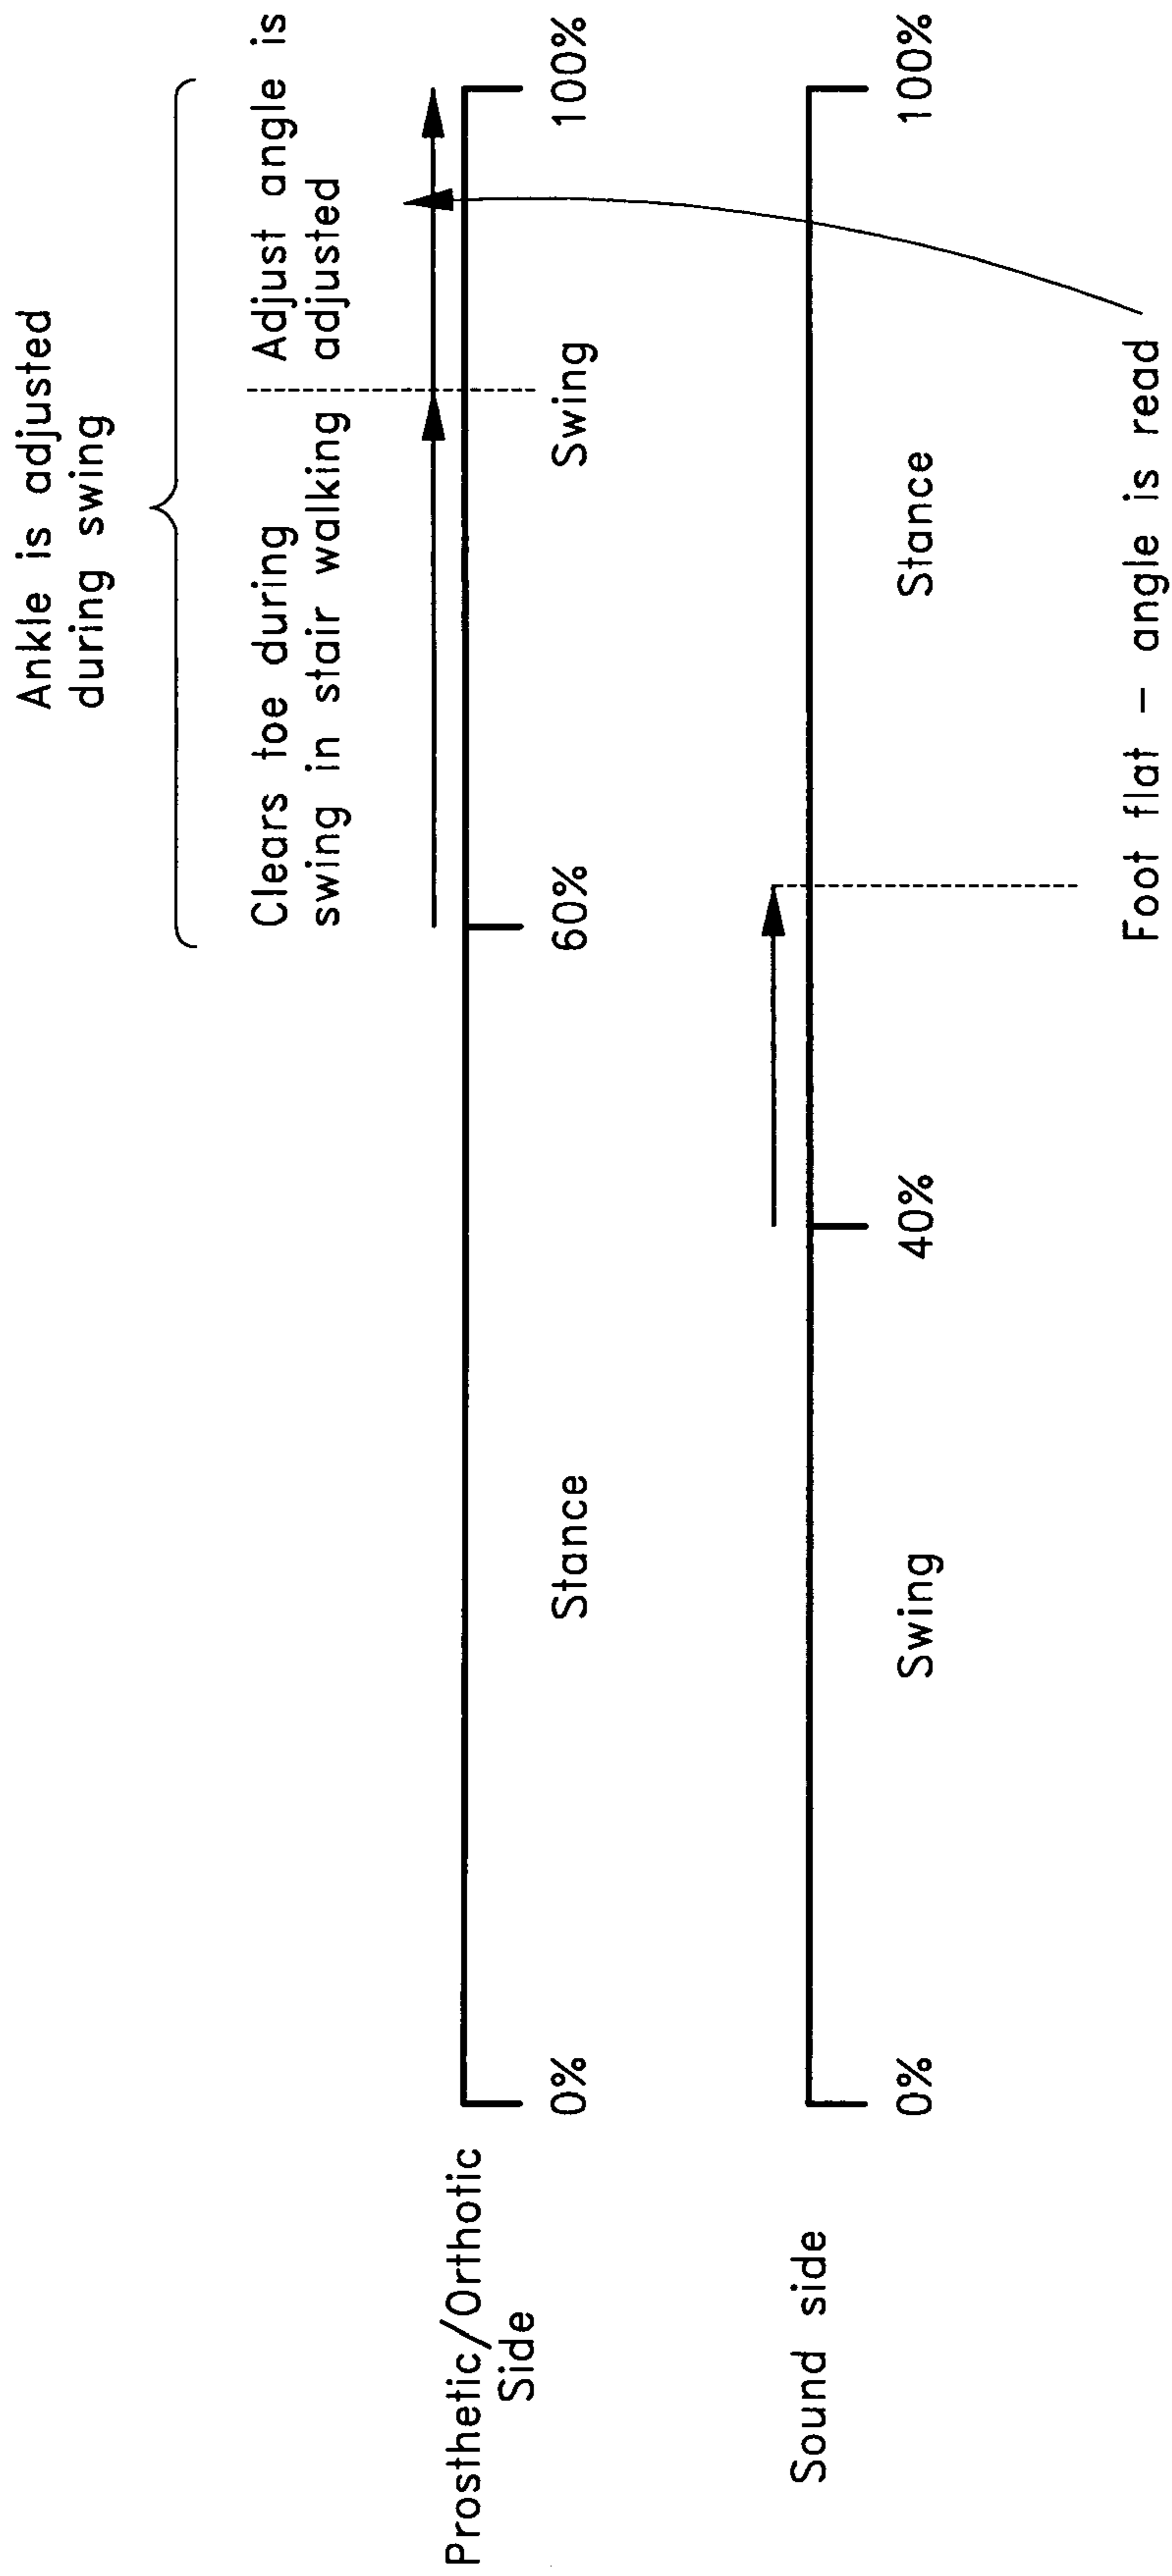 Ankle is adjusted
during swing
Clears toe during
swing in stair walking
Adjust angle is
adjusted
Prosthetic/Orthotic
Side
0%
Stance
60%
Swing
100%
Sound side
0%
Swing
40%
Stance
100%
Foot flat – angle is read